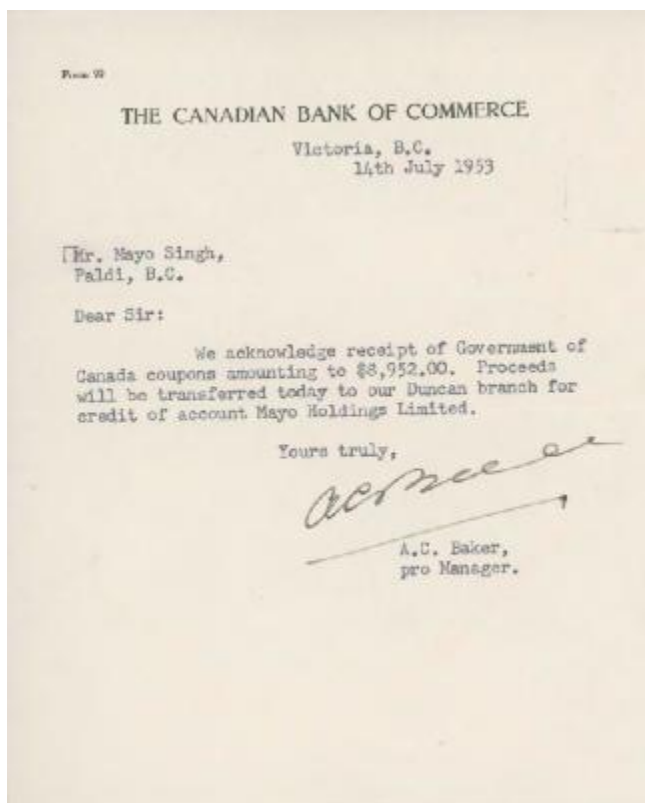 Form 99
THE CANADIAN BANK OF COMMERCE
Victoria, B.C.
14th July 1953
Mr. Mayo Singh,
Paldi, B.C.
Dear Sir:
We acknowledge receipt of Government of
Canada coupons amounting to $8,952.00. Proceeds
will be transferred today to our Duncan branch for
credit of account Mayo Holdings Limited.
Yours truly,
A.C. Baker,
pro Manager.